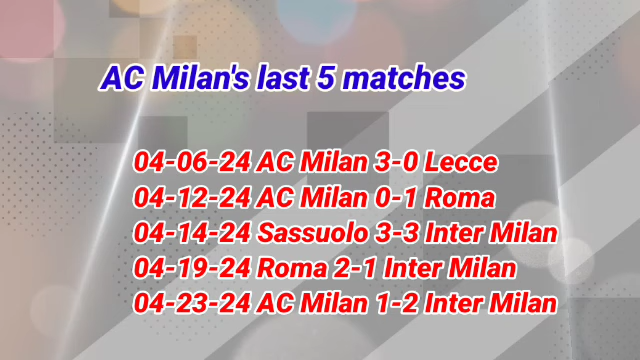 AC Milan's last 5 matches
04-06-24 AC Milan 3-0 Lecce
04-12-24 AC Milan 0-1 Roma
04-14-24 Sassuolo 3-3 Inter Milan
04-19-24 Roma 2-1 Inter Milan
04-23-24 AC Milan 1-2 Inter Milan